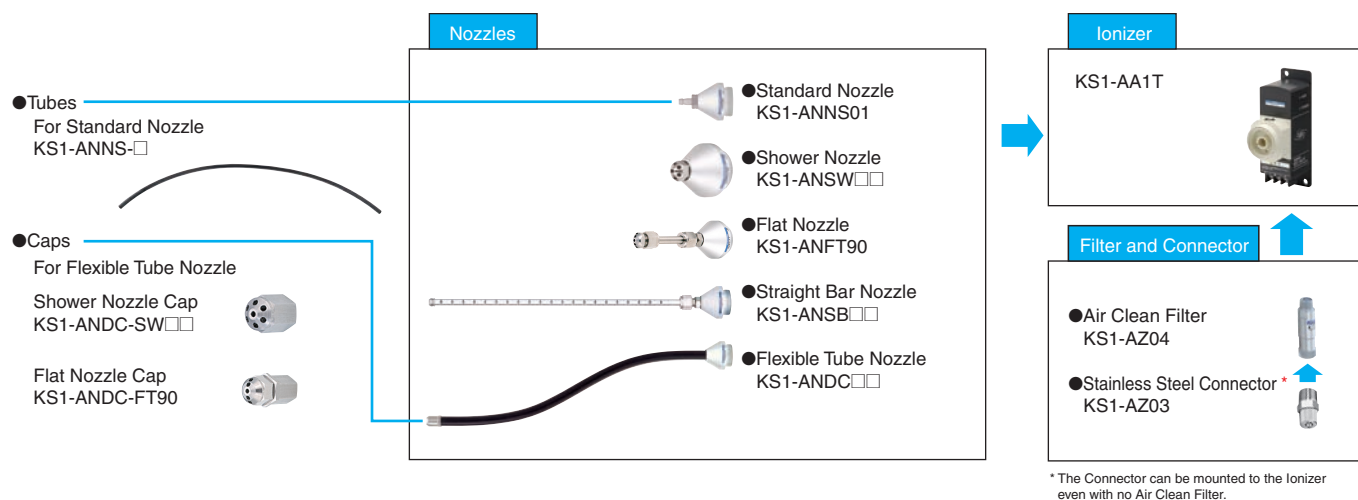 Nozzles
Ionizer
●Tubes
For Standard Nozzle
KS1-ANNS-□
●Caps
For Flexible Tube Nozzle
Shower Nozzle Cap
KS1-ANDC-SW□□
Flat Nozzle Cap
KS1-ANDC-FT90
●Standard Nozzle
KS1-ANNS01
●Shower Nozzle
KS1-ANSW□□
●Flat Nozzle
KS1-ANFT90
●Straight Bar Nozzle
KS1-ANSB□□
●Flexible Tube Nozzle
KS1-ANDC□□
KS1-AA1T
Filter and Connector
●Air Clean Filter
KS1-AZ04
●Stainless Steel Connector *
KS1-AZ03
* The Connector can be mounted to the Ionizer
even with no Air Clean Filter.